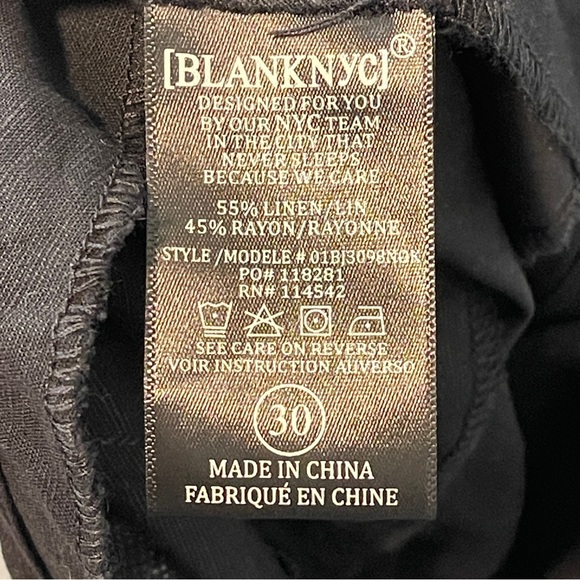 [BLANKNYC]®
DESIGNED FOR YOU
BY OUR NYC TEAM
IN THE CITY THAT
NEVER SLEEPS
BECAUSE WE CARE
55% LINEN/LIN
45% RAYON/RAYONNE
STYLE /MODELE # 01BJ3098NOK
PO# 118281
RN# 114542
SEE CARE ON REVERSE
VOIR INSTRUCTION AUVERSO
30
MADE IN CHINA
FABRIQUÉ EN CHINE